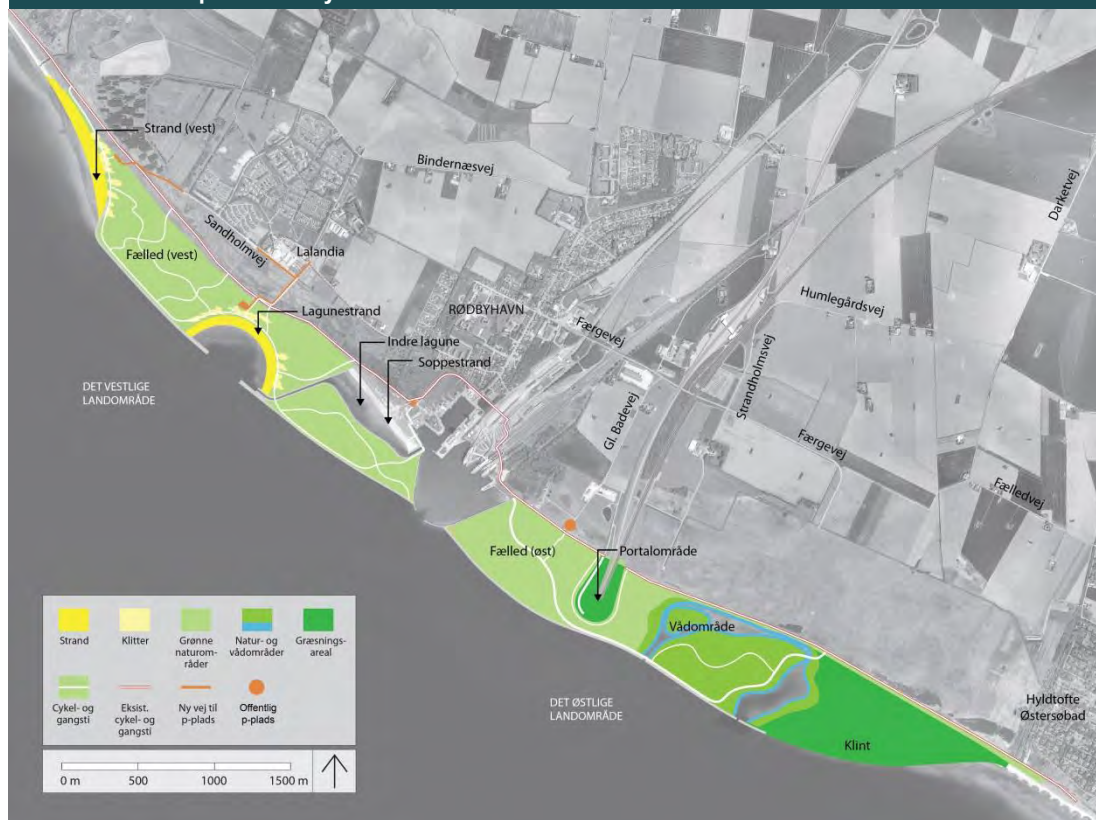 Strand (vest)
Bindernæsvej
Darketvej
Sandholmvej
Lalandia
Fælled (vest)
Humlegårdsvej
Lagunestrand
RØDBYHAVN
Færgevej
Indre lagune
Soppestrand
Strandholmsvej
DET VESTLIGE
LANDOMRÅDE
Gl. Badevej
Færgevej
Fælledvej
Fælled (øst)
Portalområde
Vådområde
DET ØSTLIGE
LANDOMRÅDE
Hyldtofte
Østersøbad
Klint
Strand
Klitter
Grønne
naturom-
råder
Natur- og
vådområder
Græsnings-
areal
Cykel- og
gangsti
Eksist.
cykel- og
gangsti
Ny vej til
p-plads
Offentlig
p-plads
0 m 500 1000 1500 m